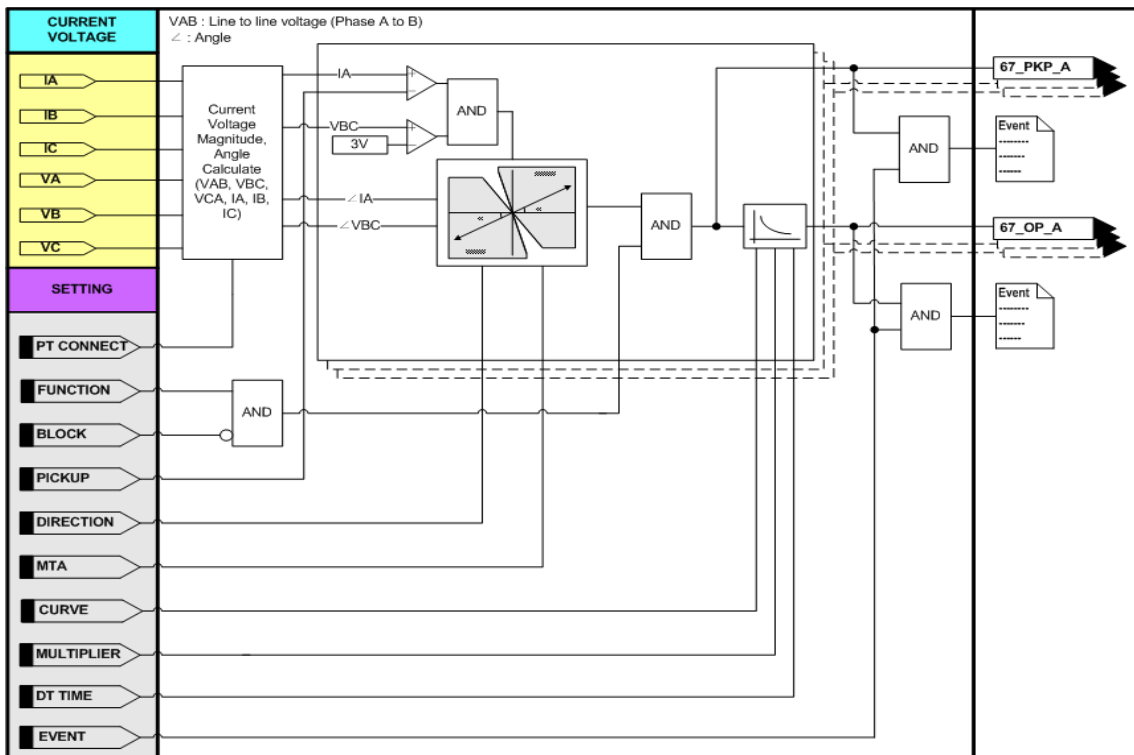 CURRENT
VOLTAGE
VAB : Line to line voltage (Phase A to B)
∠ : Angle
IA
IB
IC
VA
VB
VC
Current
Voltage
Magnitude,
Angle
Calculate
(VAB, VBC,
VCA, IA, IB,
IC)
IA
VBC
3V
∠IA
∠VBC
+
−
+
−
AND
AND
67_PKP_A
AND
Event
67_OP_A
AND
Event
SETTING
PT CONNECT
FUNCTION
BLOCK
AND
PICKUP
DIRECTION
MTA
CURVE
MULTIPLIER
DT TIME
EVENT